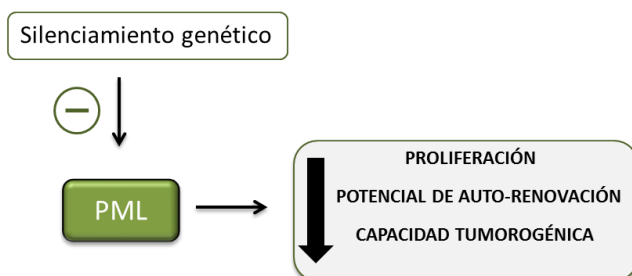 Silenciamiento genético
PML
PROLIFERACIÓN
POTENCIAL DE AUTO-RENOVACIÓN
CAPACIDAD TUMOROGÉNICA